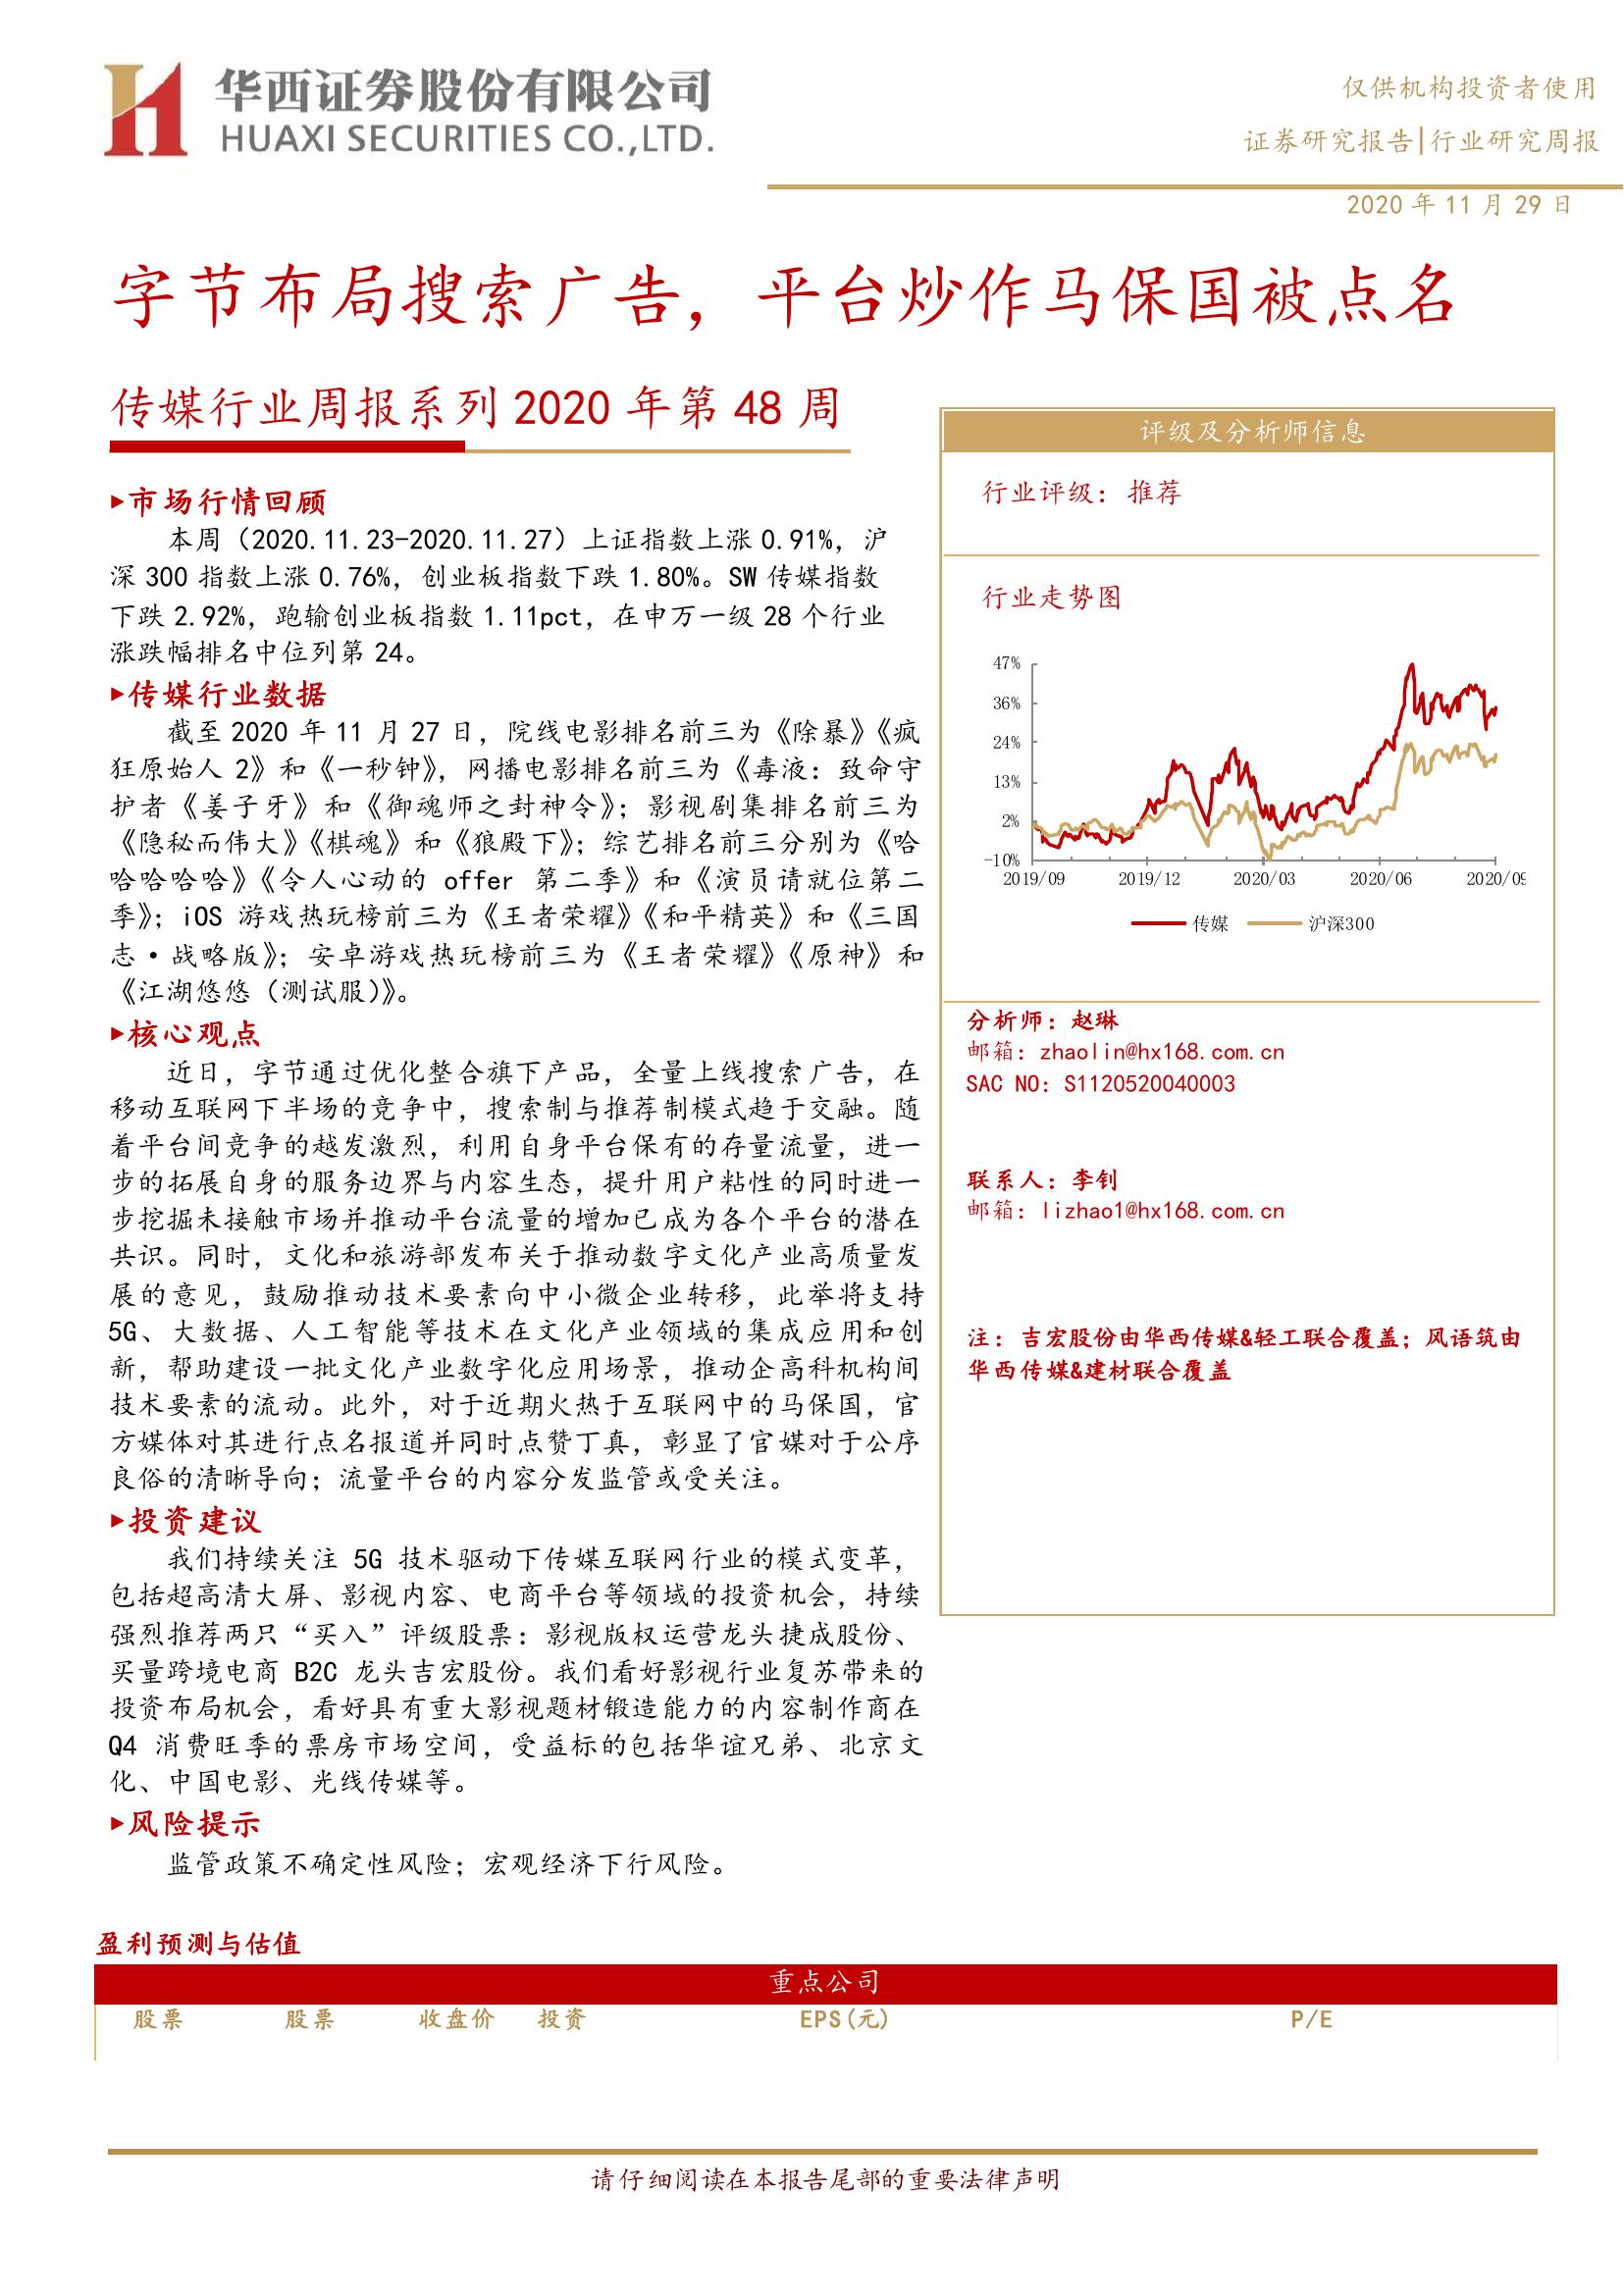 华西证券股份有限公司
HUAXI SECURITIES CO.,LTD.
仅供机构投资者使用
证券研究报告|行业研究周报
2020 年 11 月 29 日
字节布局搜索广告，平台炒作马保国被点名
传媒行业周报系列 2020 年第 48 周
▸市场行情回顾
本周（2020.11.23-2020.11.27）上证指数上涨 0.91%，沪
深 300 指数上涨 0.76%，创业板指数下跌 1.80%。SW 传媒指数
下跌 2.92%，跑输创业板指数 1.11pct，在申万一级 28 个行业
涨跌幅排名中位列第 24。
▸传媒行业数据
截至 2020 年 11 月 27 日，院线电影排名前三为《除暴》《疯
狂原始人 2》和《一秒钟》，网播电影排名前三为《毒液：致命守
护者《姜子牙》和《御魂师之封神令》；影视剧集排名前三为
《隐秘而伟大》《棋魂》和《狼殿下》；综艺排名前三分别为《哈
哈哈哈哈》《令人心动的 offer 第二季》和《演员请就位第二
季》；iOS 游戏热玩榜前三为《王者荣耀》《和平精英》和《三国
志·战略版》；安卓游戏热玩榜前三为《王者荣耀》《原神》和
《江湖悠悠（测试服）》。
▸核心观点
近日，字节通过优化整合旗下产品，全量上线搜索广告，在
移动互联网下半场的竞争中，搜索制与推荐制模式趋于交融。随
着平台间竞争的越发激烈，利用自身平台保有的存量流量，进一
步的拓展自身的服务边界与内容生态，提升用户粘性的同时进一
步挖掘未接触市场并推动平台流量的增加已成为各个平台的潜在
共识。同时，文化和旅游部发布关于推动数字文化产业高质量发
展的意见，鼓励推动技术要素向中小微企业转移，此举将支持
5G、大数据、人工智能等技术在文化产业领域的集成应用和创
新，帮助建设一批文化产业数字化应用场景，推动企高科机构间
技术要素的流动。此外，对于近期火热于互联网中的马保国，官
方媒体对其进行点名报道并同时点赞丁真，彰显了官媒对于公序
良俗的清晰导向；流量平台的内容分发监管或受关注。
▸投资建议
我们持续关注 5G 技术驱动下传媒互联网行业的模式变革，
包括超高清大屏、影视内容、电商平台等领域的投资机会，持续
强烈推荐两只“买入”评级股票：影视版权运营龙头捷成股份、
买量跨境电商 B2C 龙头吉宏股份。我们看好影视行业复苏带来的
投资布局机会，看好具有重大影视题材锻造能力的内容制作商在
Q4 消费旺季的票房市场空间，受益标的包括华谊兄弟、北京文
化、中国电影、光线传媒等。
▸风险提示
监管政策不确定性风险；宏观经济下行风险。
评级及分析师信息
行业评级：推荐
行业走势图
47%
36%
24%
13%
2%
-10%
2019/09 2019/12 2020/03 2020/06 2020/09
传媒 沪深300
分析师：赵琳
邮箱：zhaolin@hx168.com.cn
SAC NO：S1120520040003
联系人：李钊
邮箱：lizhao1@hx168.com.cn
注：吉宏股份由华西传媒&轻工联合覆盖；风语筑由
华西传媒&建材联合覆盖
盈利预测与估值
重点公司
股票 股票 收盘价 投资 EPS(元) P/E
请仔细阅读在本报告尾部的重要法律声明